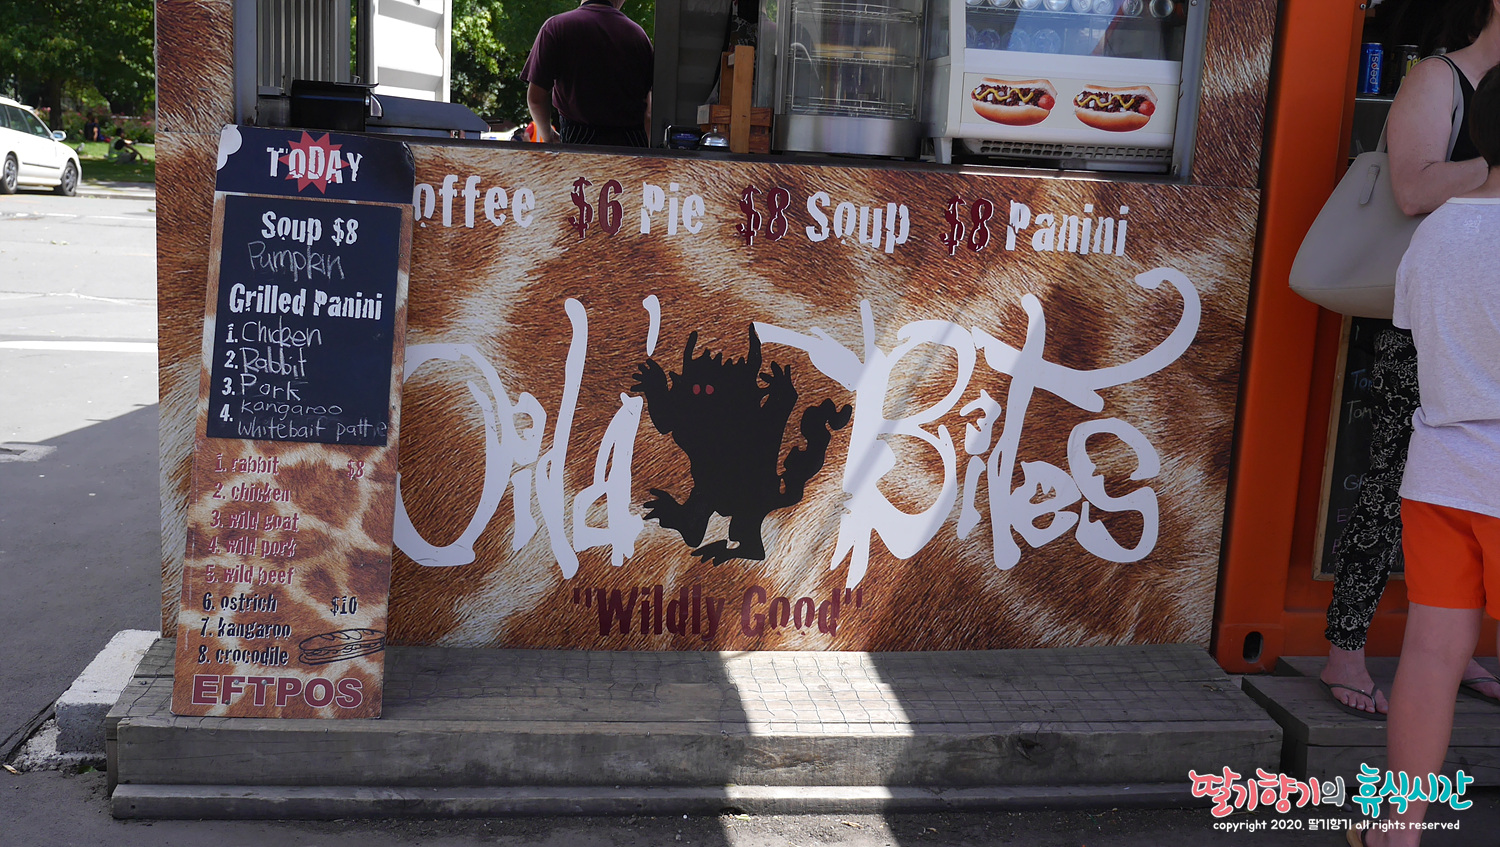 TODAY
Soup $8
Pumpkin
Grilled Panini
1. Chicken
2. Rabbit
3. Pork
4. Kangaroo
Whitebait pattie
1. rabbit $8
2. chicken
3. wild goat
4. wild pork
5. wild beef
6. ostrich $10
7. kangaroo
8. crocodile
EFTPOS
offee $6 Pie $8 Soup $8 Panini
Wild Bites
"Wildly Good"
pepsi
딸기향기의 휴식시간
copyright 2020. 딸기향기 all rights reserved